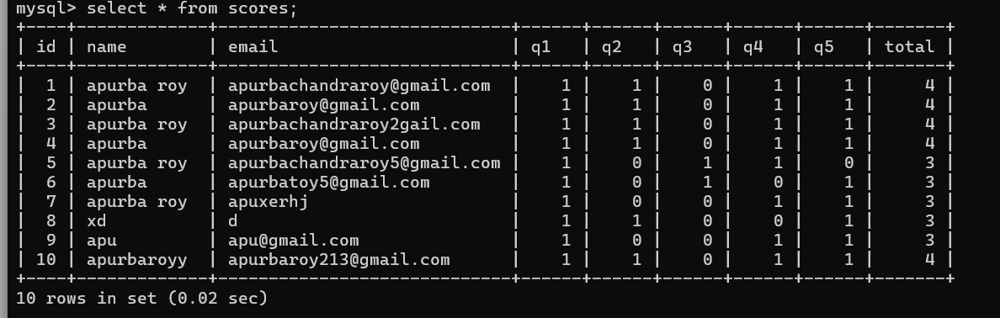 mysql> select * from scores;
+----+-------------+-----------------------------+------+------+------+------+------+-------+
| id | name        | email                       | q1   | q2   | q3   | q4   | q5   | total |
+----+-------------+-----------------------------+------+------+------+------+------+-------+
|  1 | apurba roy  | apurbachandraroy@gmail.com  |    1 |    1 |    0 |    1 |    1 |     4 |
|  2 | apurba      | apurbaroy@gmail.com         |    1 |    1 |    0 |    1 |    1 |     4 |
|  3 | apurba roy  | apurbachandraroy2gail.com   |    1 |    1 |    0 |    1 |    1 |     4 |
|  4 | apurba      | apurbaroy@gmail.com         |    1 |    1 |    0 |    1 |    1 |     4 |
|  5 | apurba roy  | apurbachandraroy5@gmail.com |    1 |    0 |    1 |    1 |    0 |     3 |
|  6 | apurba      | apurbatoy5@gmail.com        |    1 |    0 |    1 |    0 |    1 |     3 |
|  7 | apurba roy  | apuxerhj                    |    1 |    0 |    0 |    1 |    1 |     3 |
|  8 | xd          | d                           |    1 |    1 |    0 |    0 |    1 |     3 |
|  9 | apu         | apu@gmail.com               |    1 |    0 |    0 |    1 |    1 |     3 |
| 10 | apurbaroyy  | apurbaroy213@gmail.com      |    1 |    1 |    0 |    1 |    1 |     4 |
+----+-------------+-----------------------------+------+------+------+------+------+-------+
10 rows in set (0.02 sec)